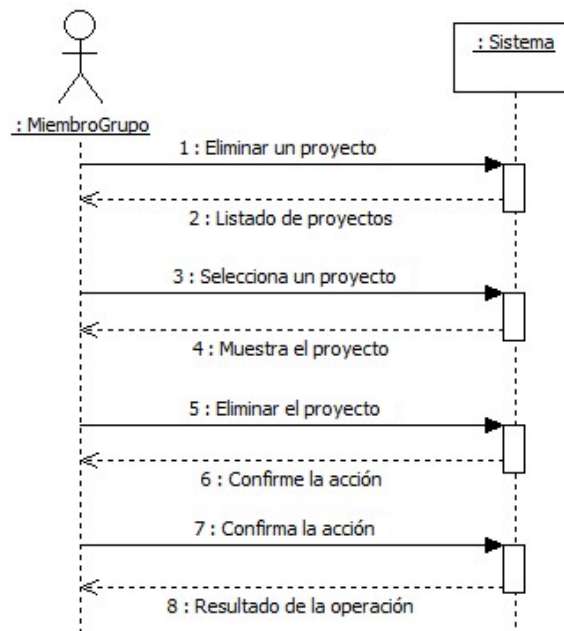 : Sistema
: MiembroGrupo
1 : Eliminar un proyecto
2 : Listado de proyectos
3 : Selecciona un proyecto
4 : Muestra el proyecto
5 : Eliminar el proyecto
6 : Confirme la acción
7 : Confirma la acción
8 : Resultado de la operación